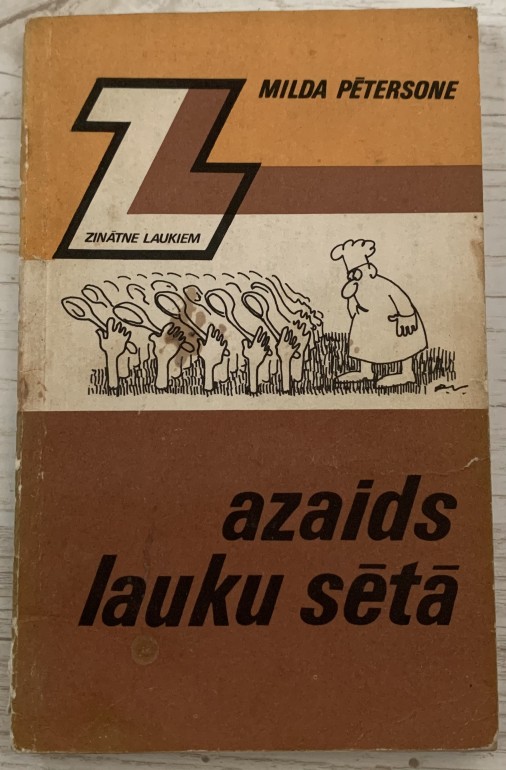 MILDA PĒTERSONE
ZINĀTNE LAUKIEM
azaids
lauku sētā